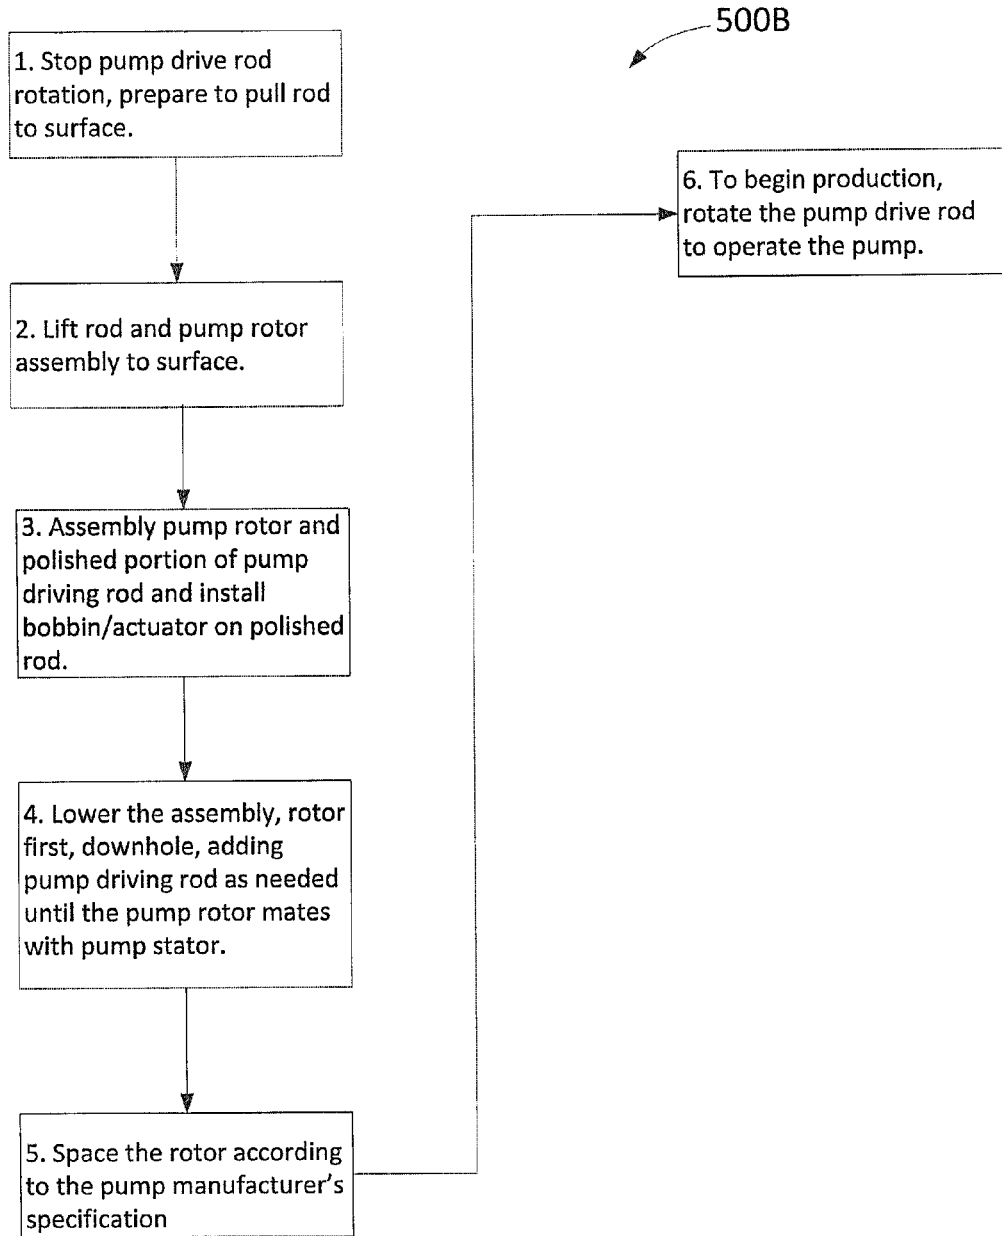 500B
1. Stop pump drive rod
rotation, prepare to pull rod
to surface.
2. Lift rod and pump rotor
assembly to surface.
3. Assembly pump rotor and
polished portion of pump
driving rod and install
bobbin/actuator on polished
rod.
4. Lower the assembly, rotor
first, downhole, adding
pump driving rod as needed
until the pump rotor mates
with pump stator.
5. Space the rotor according
to the pump manufacturer's
specification
6. To begin production,
rotate the pump drive rod
to operate the pump.